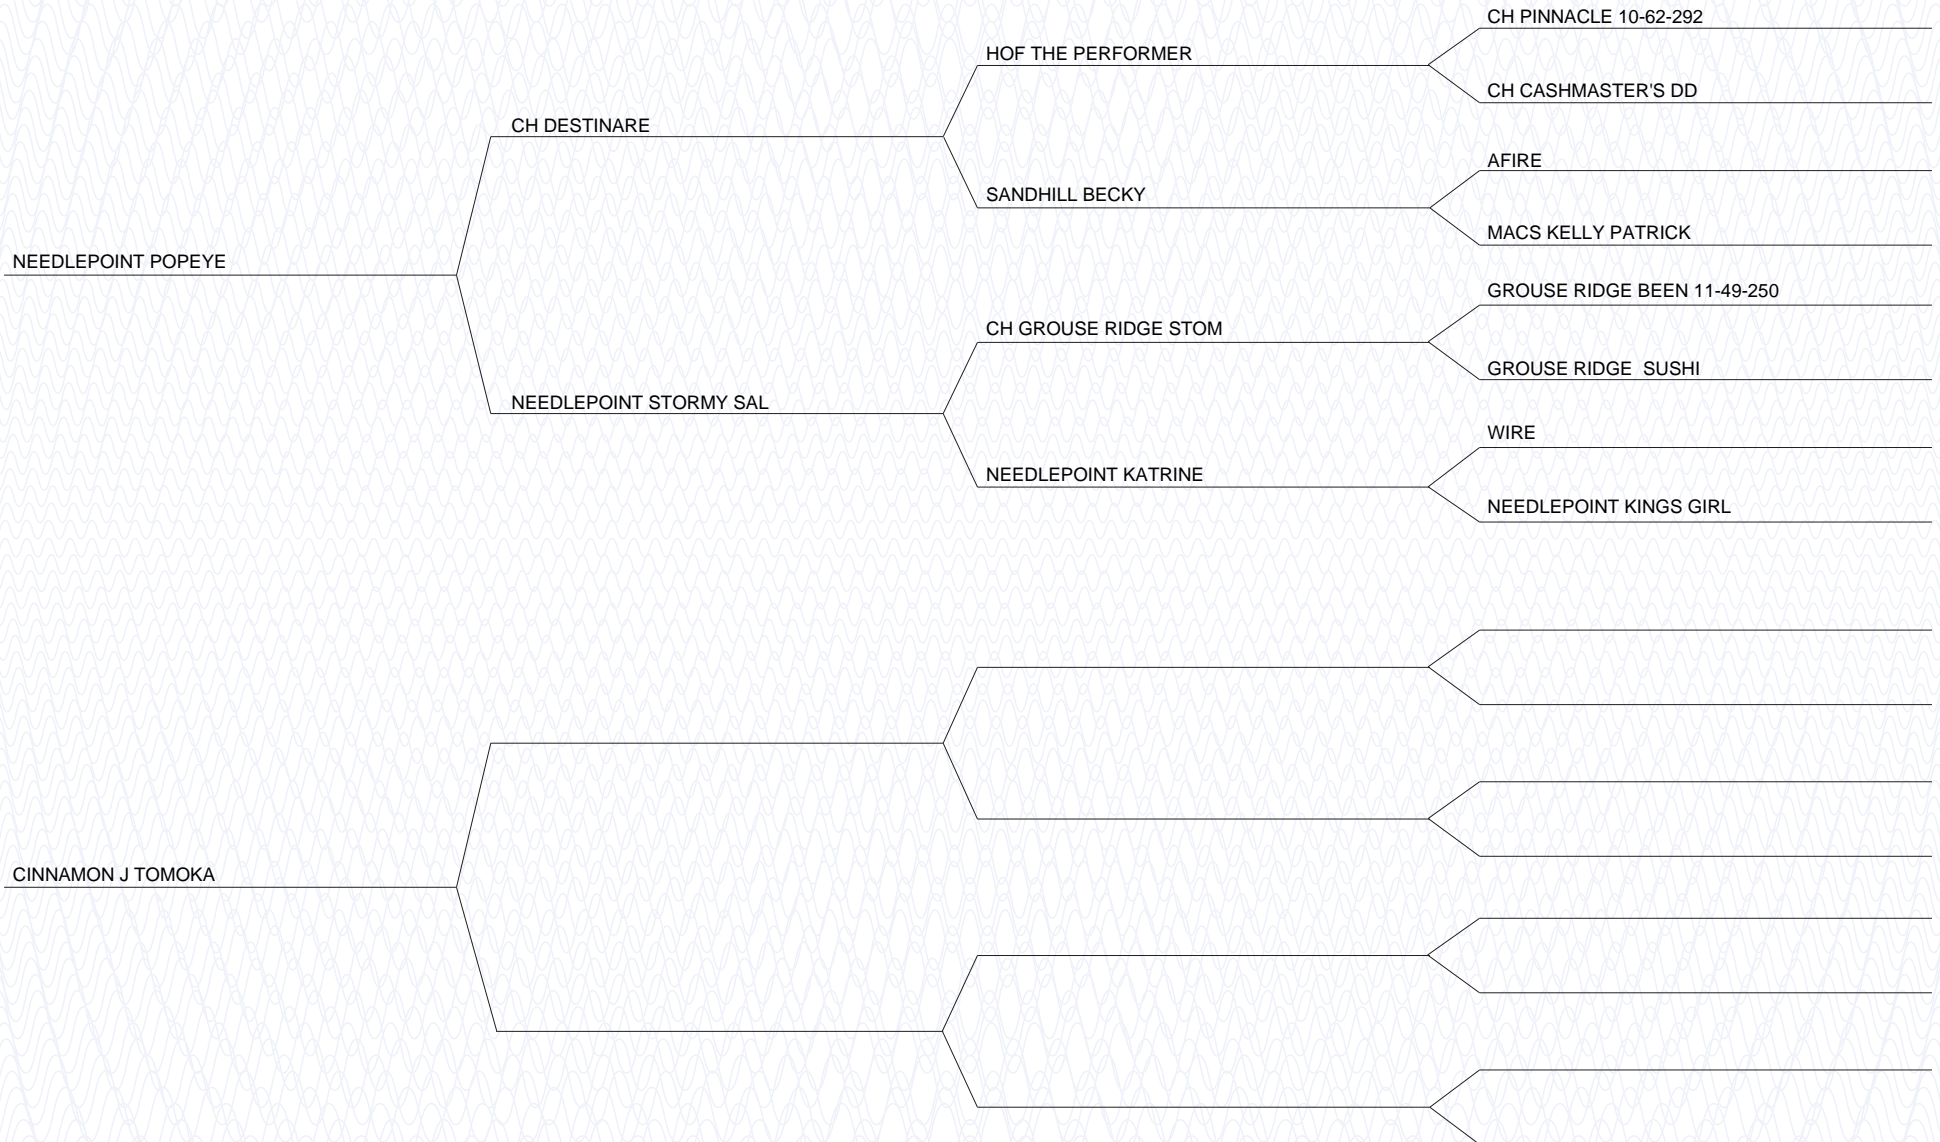 CH PINNACLE 10-62-292
HOF THE PERFORMER
CH CASHMASTER'S DD
CH DESTINARE
AFIRE
SANDHILL BECKY
MACS KELLY PATRICK
NEEDLEPOINT POPEYE
GROUSE RIDGE BEEN 11-49-250
CH GROUSE RIDGE STOM
GROUSE RIDGE  SUSHI
NEEDLEPOINT STORMY SAL
WIRE
NEEDLEPOINT KATRINE
NEEDLEPOINT KINGS GIRL
CINNAMON J TOMOKA